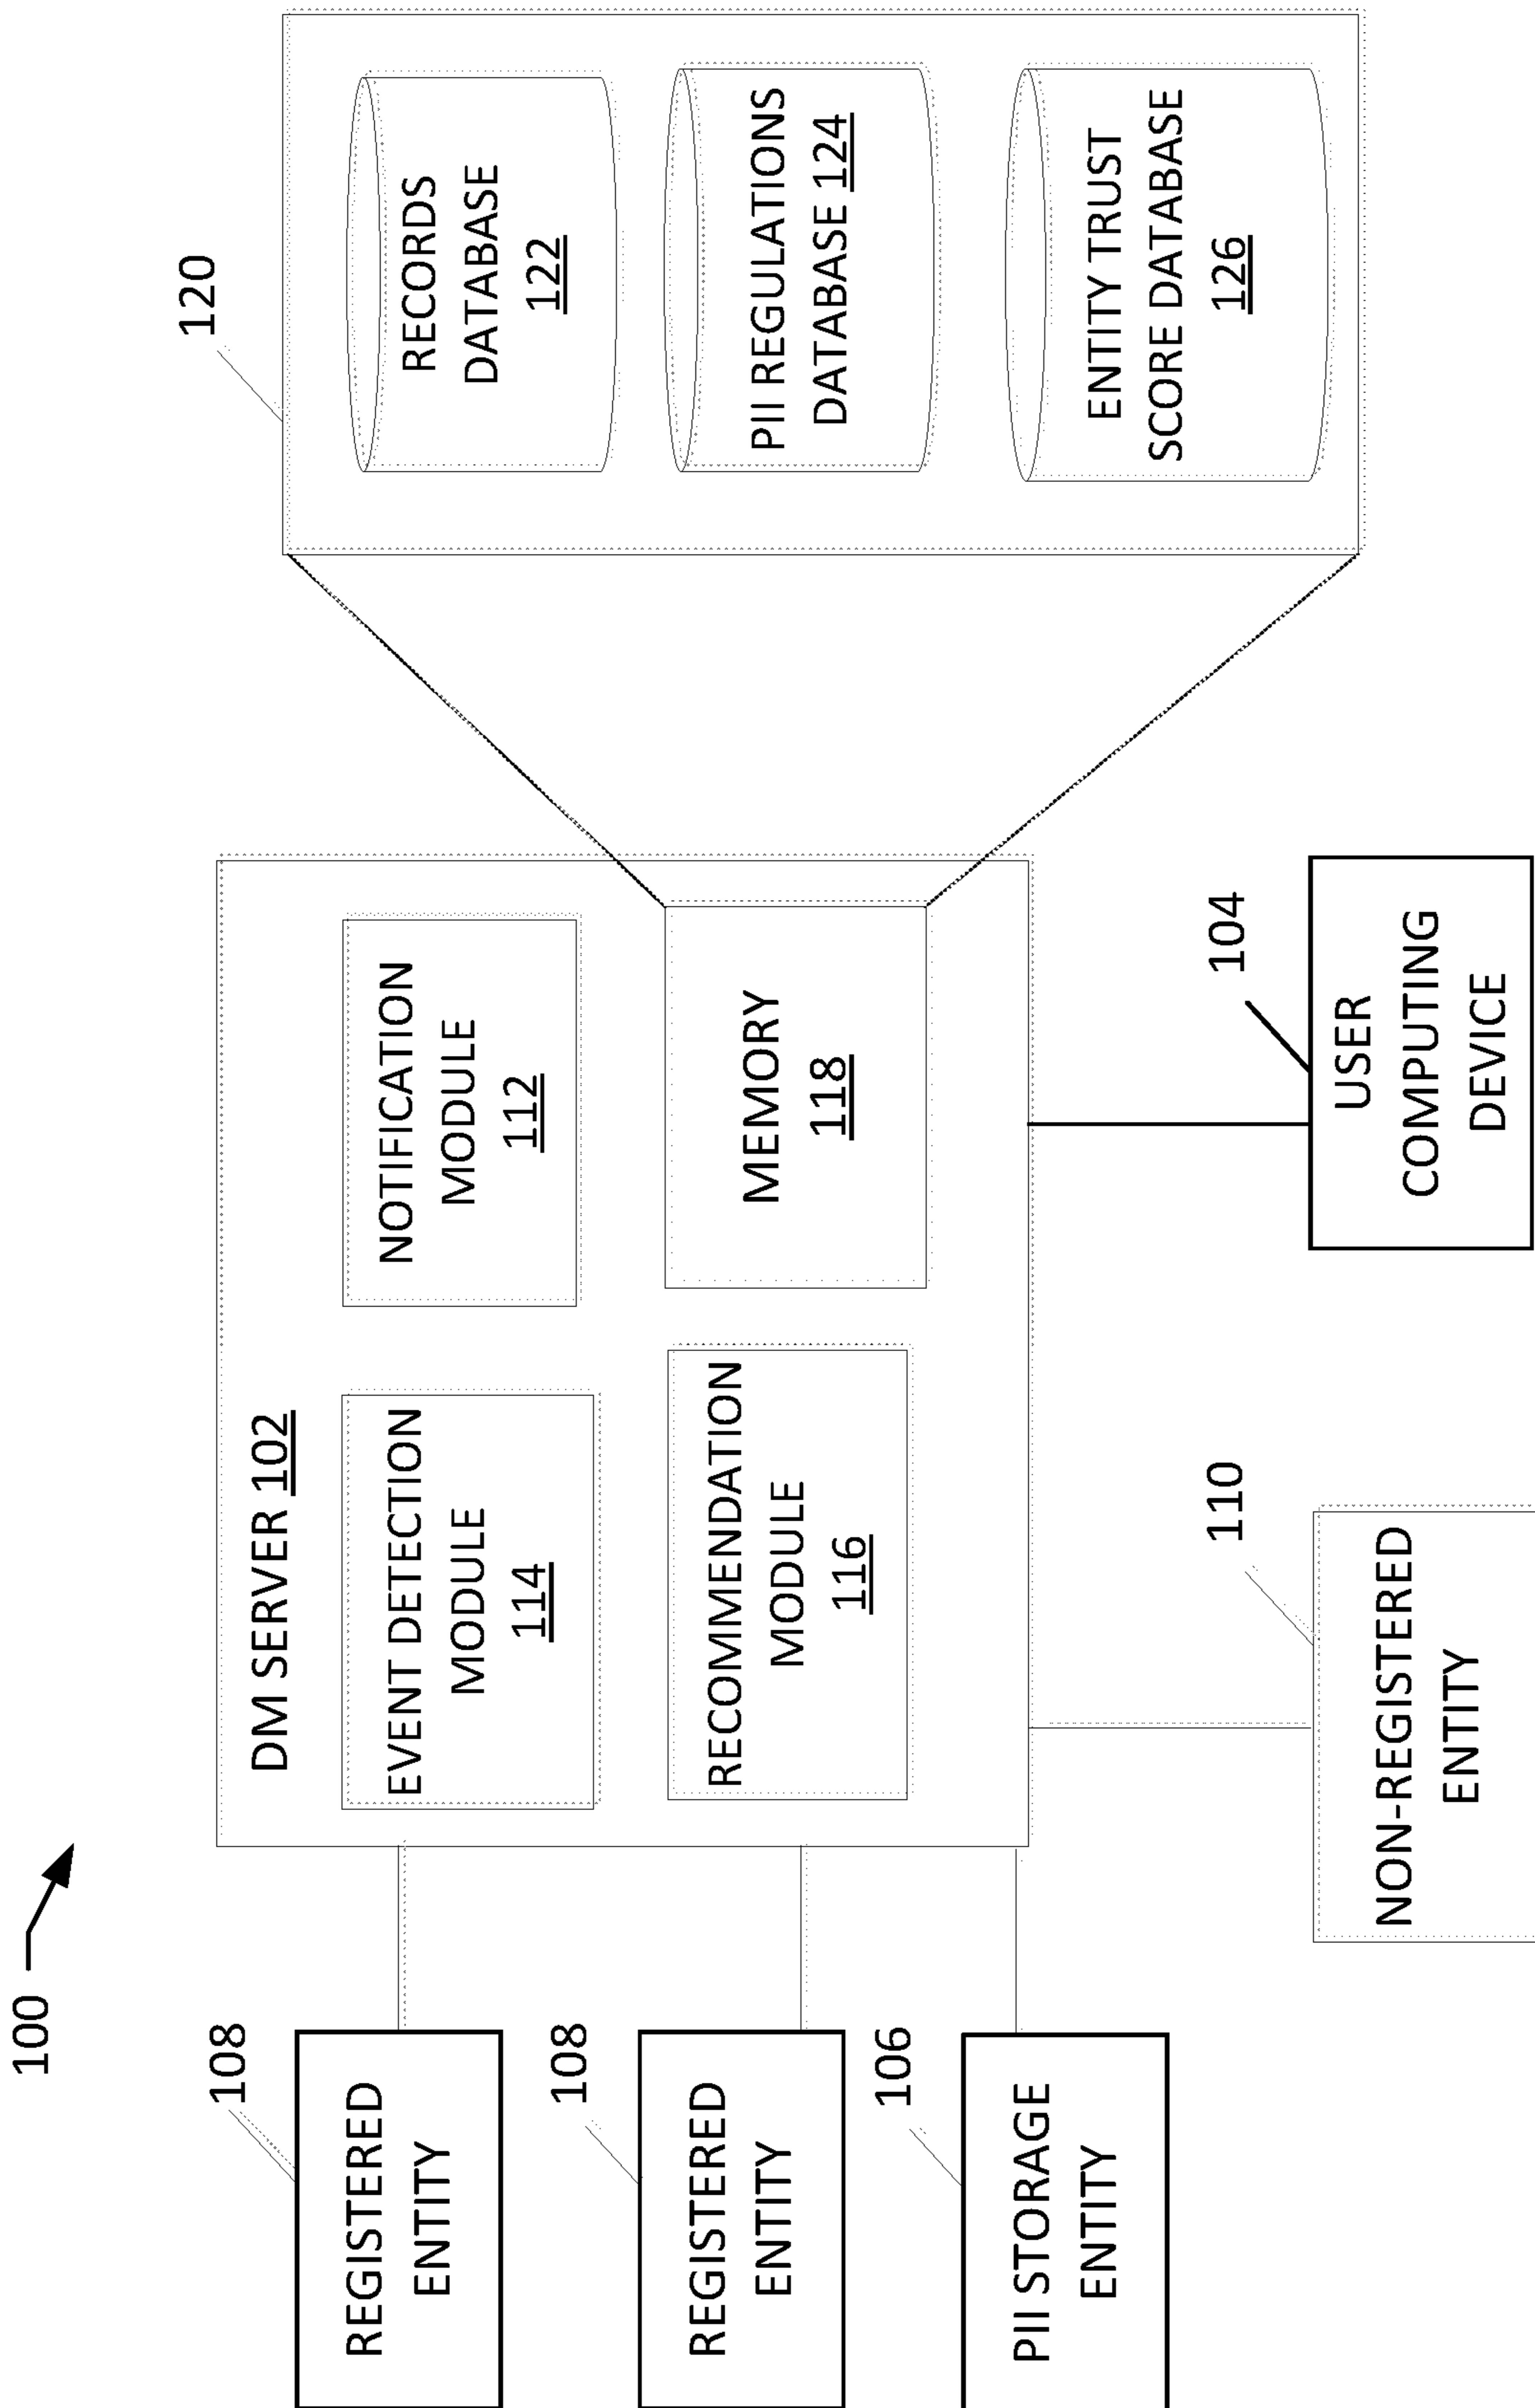 100
108
REGISTERED
ENTITY
108
REGISTERED
ENTITY
106
PII STORAGE
ENTITY
DM SERVER 102
EVENT DETECTION
MODULE
114
NOTIFICATION
MODULE
112
RECOMMENDATION
MODULE
116
MEMORY
118
110
NON-REGISTERED
ENTITY
104
USER
COMPUTING
DEVICE
120
RECORDS
DATABASE
122
PII REGULATIONS
DATABASE 124
ENTITY TRUST
SCORE DATABASE
126